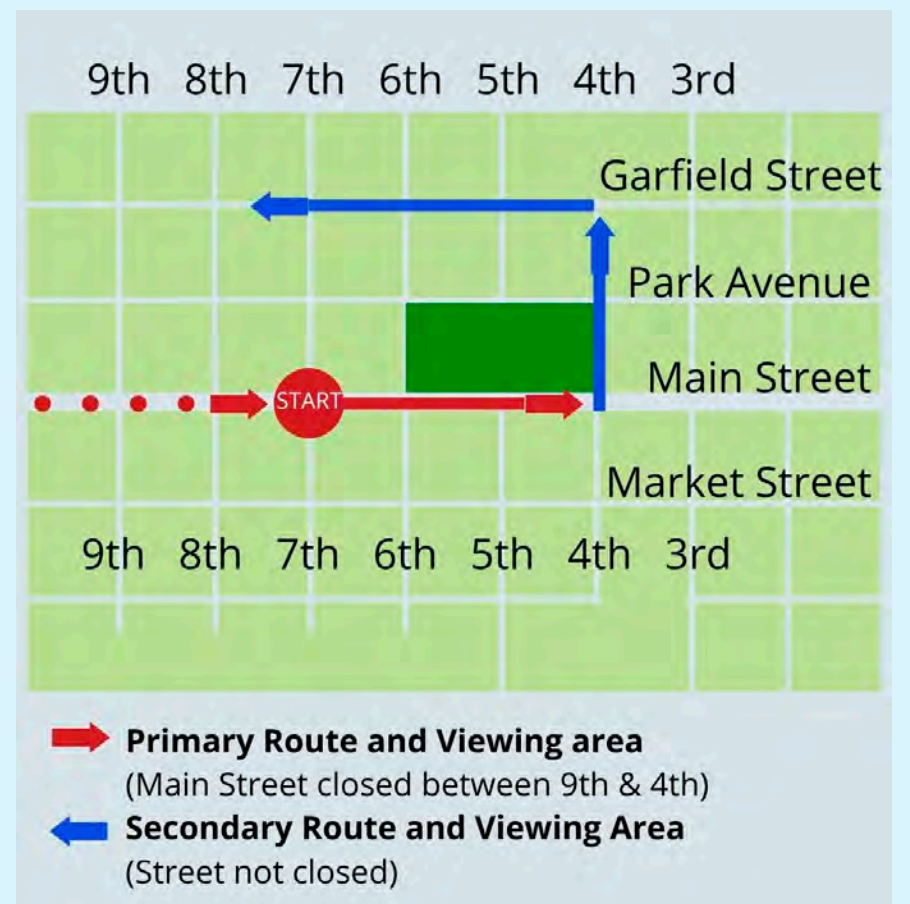 9th 8th 7th 6th 5th 4th 3rd
Garfield Street
Park Avenue
Main Street
START
Market Street
9th 8th 7th 6th 5th 4th 3rd
Primary Route and Viewing area
(Main Street closed between 9th & 4th)
Secondary Route and Viewing Area
(Street not closed)